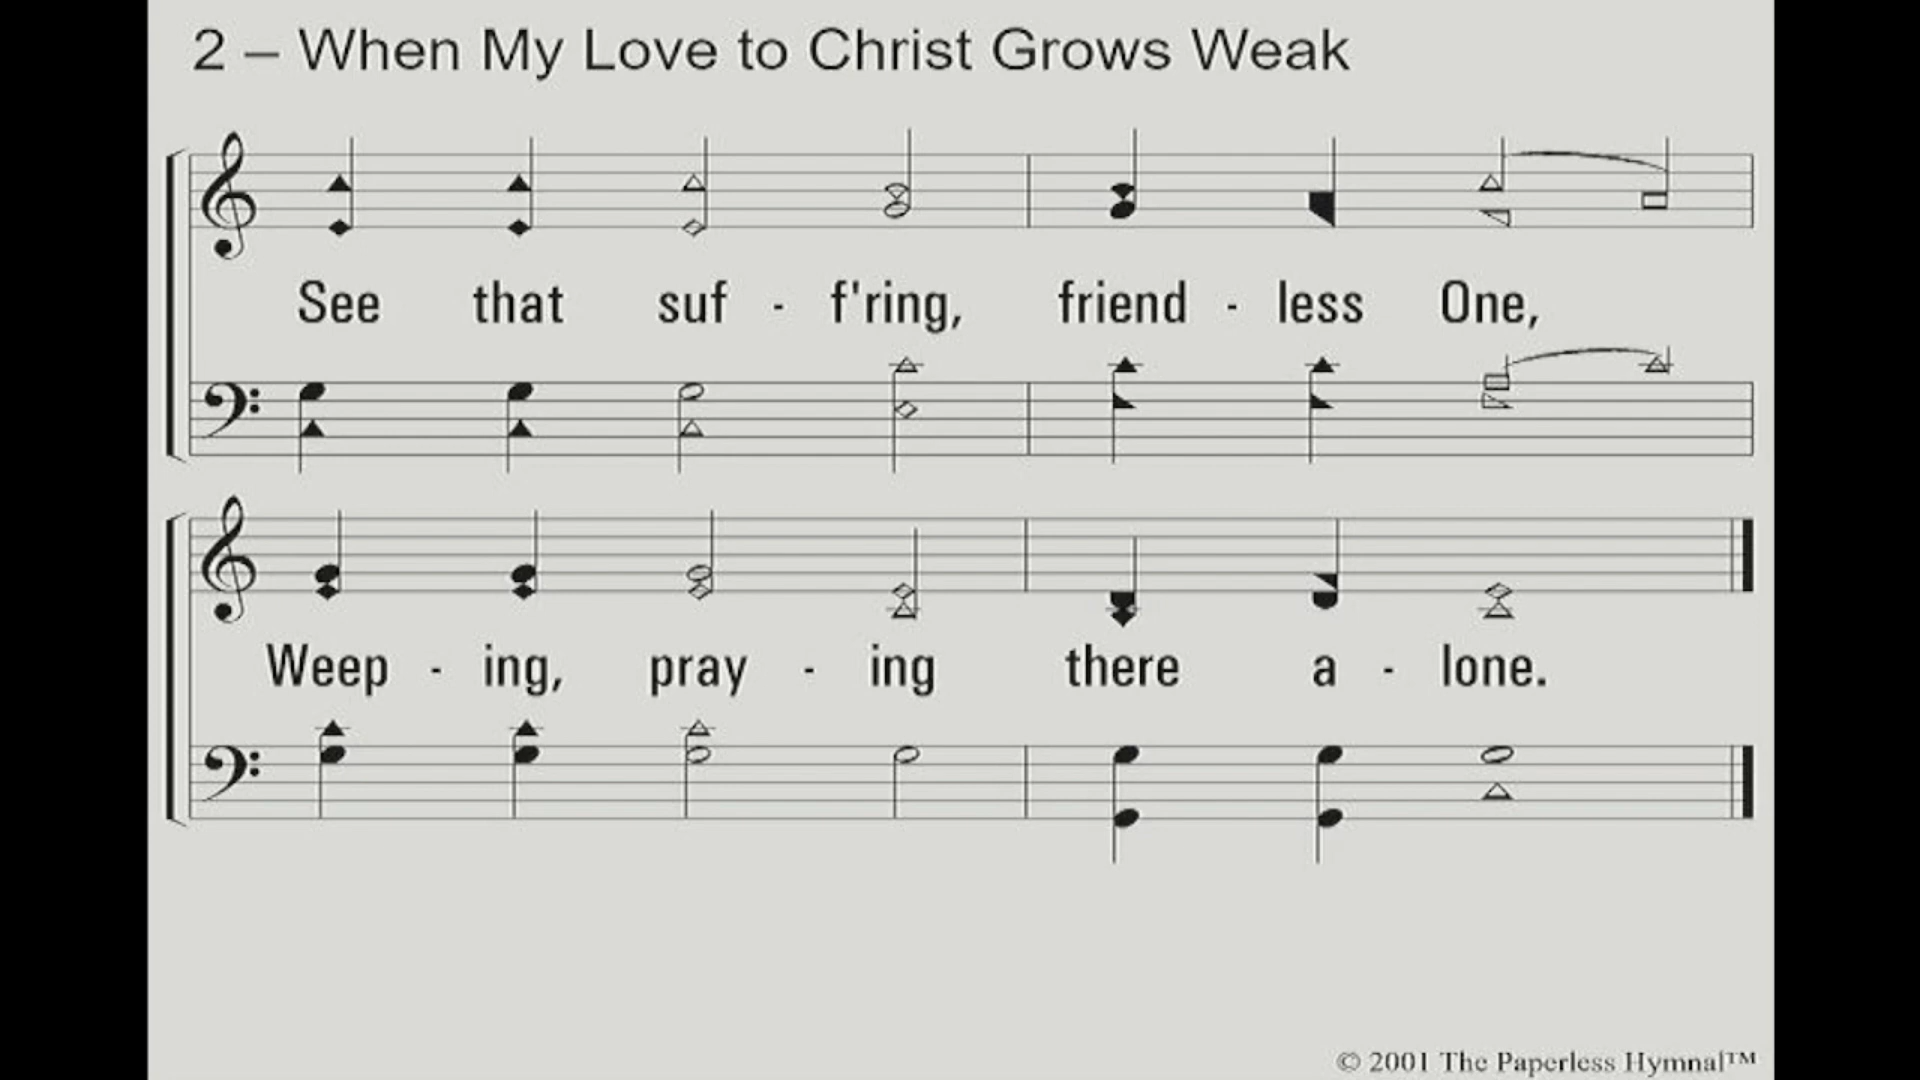 2 – When My Love to Christ Grows Weak
See that suf - f'ring, friend - less One,
Weep - ing, pray - ing there a - lone.
© 2001 The Paperless Hymnal™